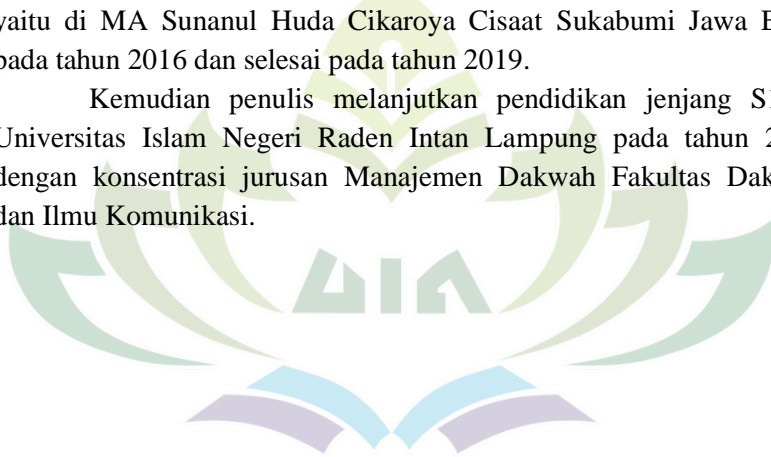 yaitu di MA Sunanul Huda Cikaroya Cisaat Sukabumi Jawa
pada tahun 2016 dan selesai pada tahun 2019.
Kemudian penulis melanjutkan pendidikan jenjang
Universitas Islam Negeri Raden Intan Lampung pada tahun
dengan konsentrasi jurusan Manajemen Dakwah Fakultas
dan Ilmu Komunikasi.
UIN